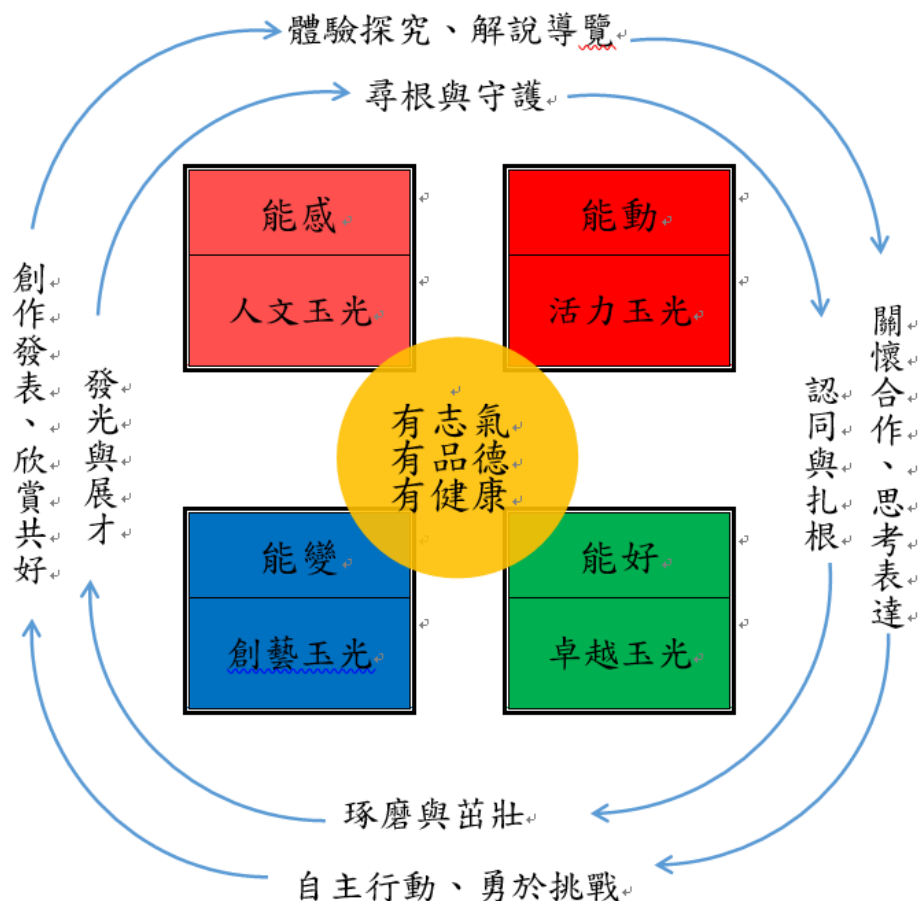 體驗探究、解說導覽
尋根與守護
能感
人文玉光
能動
活力玉光
創作發表、欣賞共好
發光與展才
有志氣
有品德
有健康
認同與扎根
關懷合作、思考表達
能變
創藝玉光
能好
卓越玉光
琢磨與茁壯
自主行動、勇於挑戰